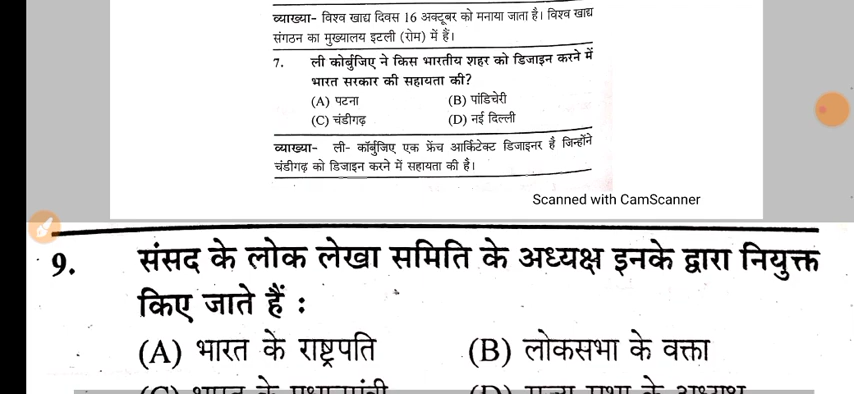 व्याख्या- विश्व खाद्य दिवस 16 अक्टूबर को मनाया जाता है। विश्व खाद्य
संगठन का मुख्यालय इटली (रोम) में हैं।
7. ली कोर्बुजिए ने किस भारतीय शहर को डिजाइन करने में
भारत सरकार की सहायता की?
(A) पटना (B) पांडिचेरी
(C) चंडीगढ़ (D) नई दिल्ली
व्याख्या- ली- कॉर्बुजिए एक फ्रेंच आर्किटेक्ट डिजाइनर है जिन्होंने
चंडीगढ़ को डिजाइन करने में सहायता की है।
Scanned with CamScanner
9. संसद के लोक लेखा समिति के अध्यक्ष इनके द्वारा नियुक्त
किए जाते हैं :
(A) भारत के राष्ट्रपति (B) लोकसभा के वक्ता